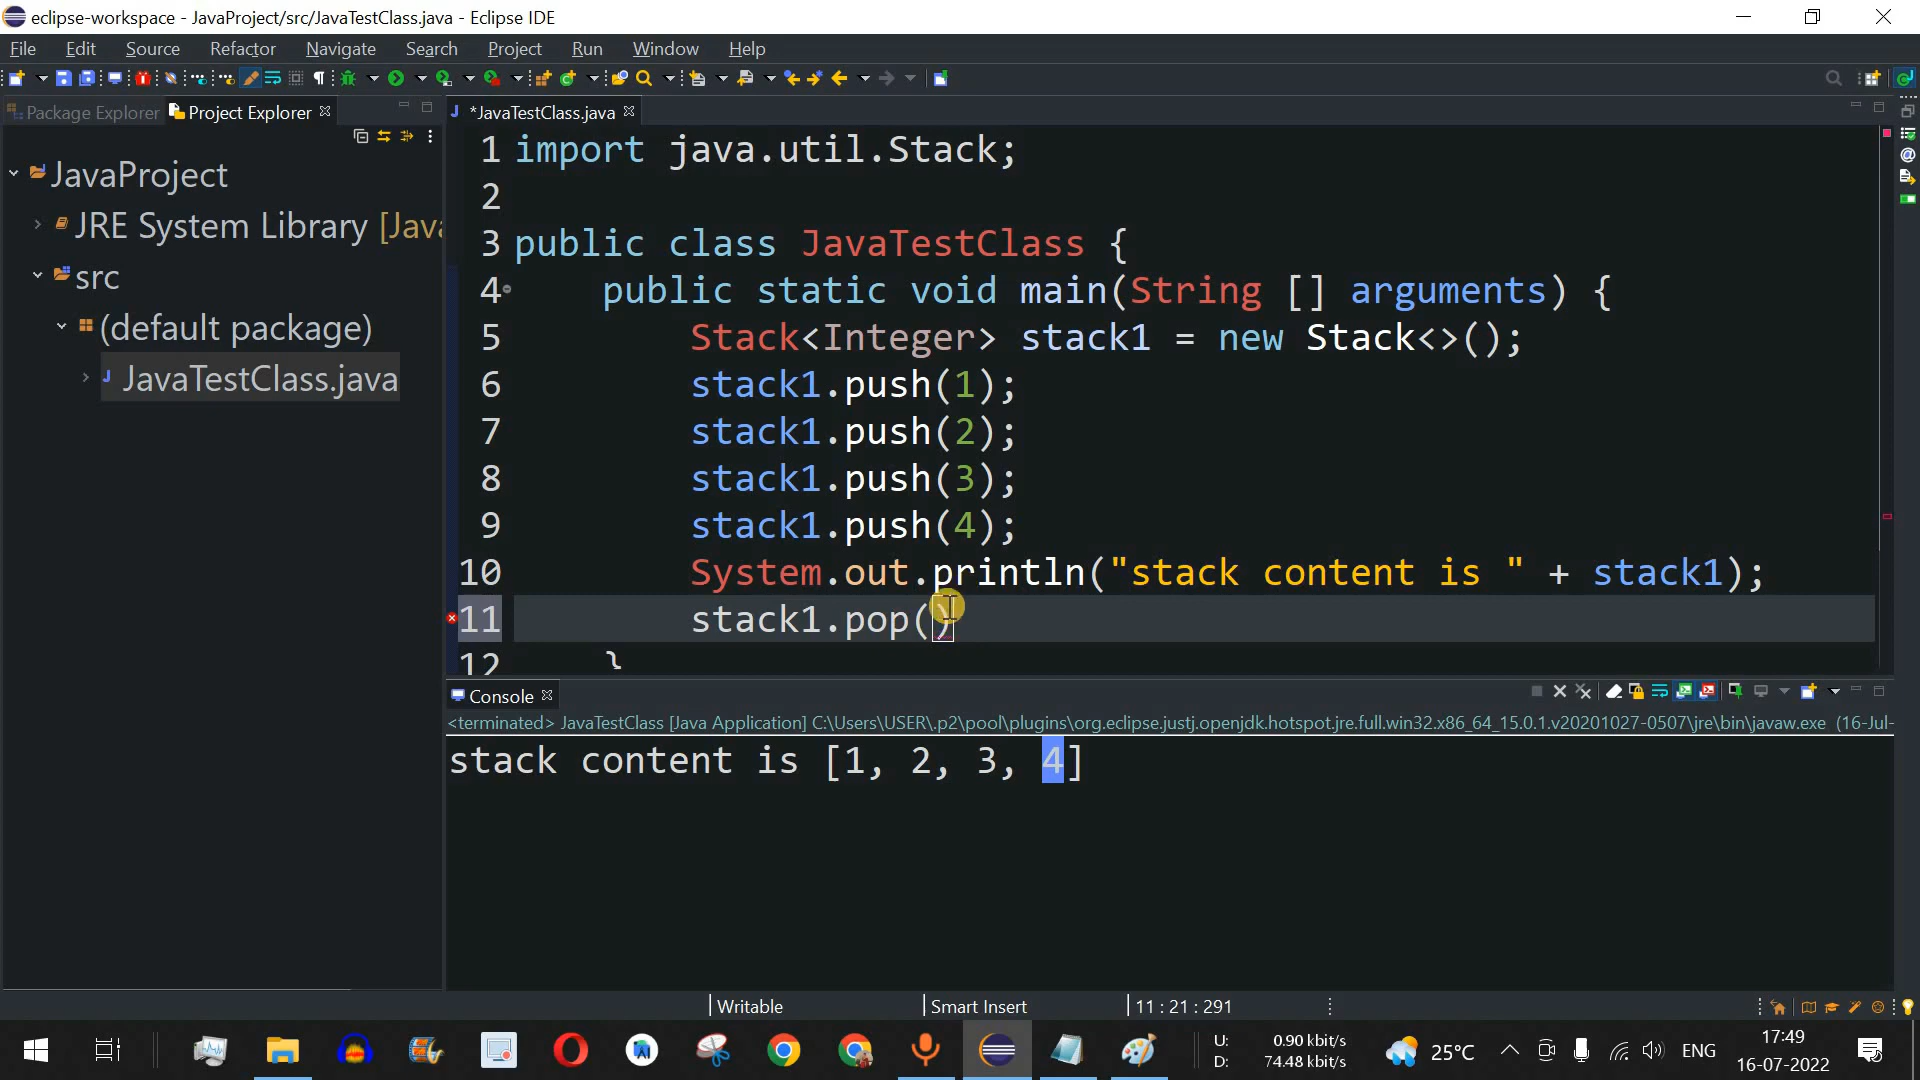 eclipse-workspace - JavaProject/src/JavaTestClass.java - Eclipse IDE
File Edit Source Refactor Navigate Search Project Run Window Help
Package Explorer Project Explorer *JavaTestClass.java
JavaProject
JRE System Library [Java
src
(default package)
JavaTestClass.java
1 import java.util.Stack;
2
3 public class JavaTestClass {
4 public static void main(String [] arguments) {
5 Stack<Integer> stack1 = new Stack<>();
6 stack1.push(1);
7 stack1.push(2);
8 stack1.push(3);
9 stack1.push(4);
10 System.out.println("stack content is " + stack1);
11 stack1.pop()
12 }
Console
<terminated> JavaTestClass [Java Application] C:\Users\USER\.p2\pool\plugins\org.eclipse.justj.openjdk.hotspot.jre.full.win32.x86_64_15.0.1.v20201027-0507\jre\bin\javaw.exe (16-Jul-
stack content is [1, 2, 3, 4]
Writable Smart Insert 11 : 21 : 291
U: 0.90 kbit/s
D: 74.48 kbit/s
25°C
ENG
17:49
16-07-2022